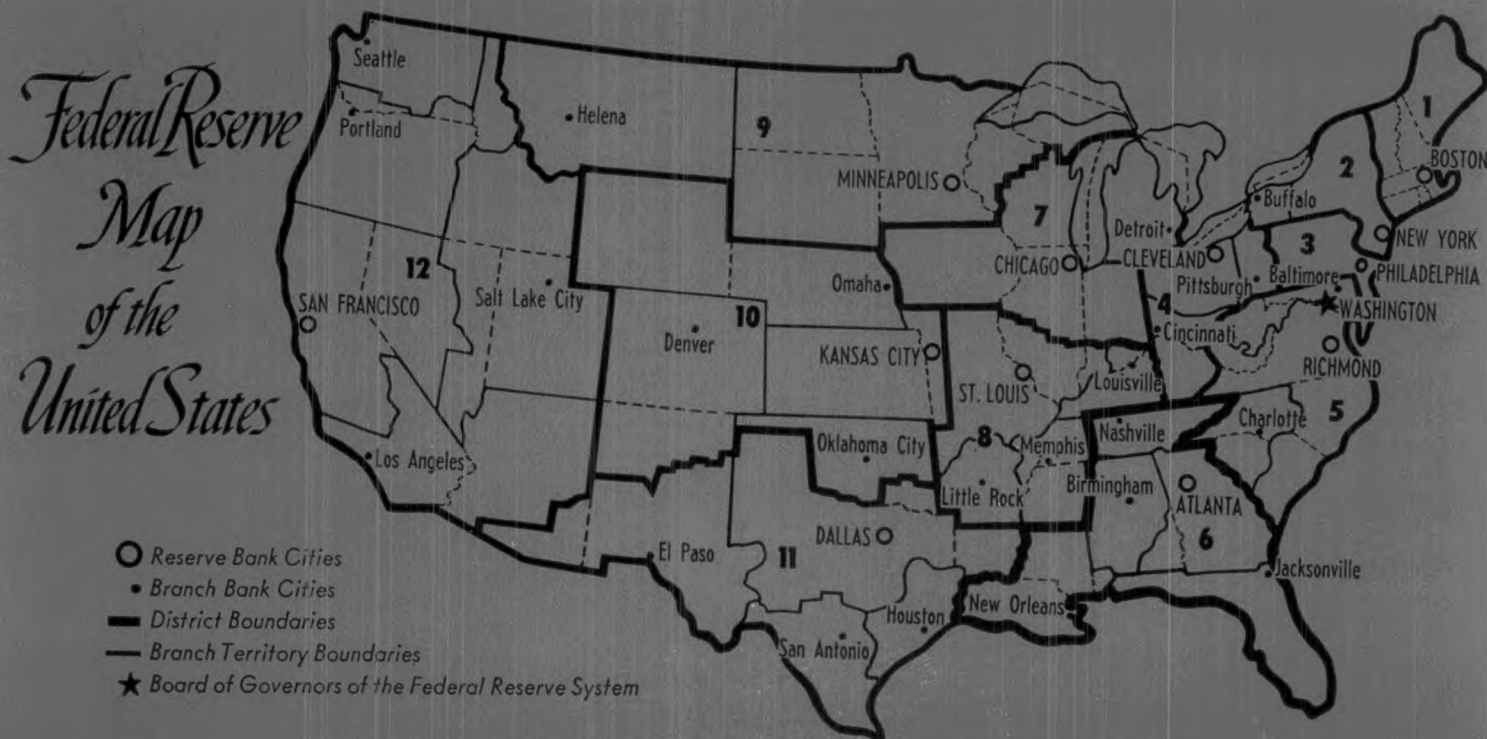 Federal Reserve
Map
of the
United States
Seattle
Portland
Helena
9
MINNEAPOLIS
1
BOSTON
2
Buffalo
NEW YORK
7
Detroit
3
CHICAGO
CLEVELAND
Pittsburgh
Baltimore
PHILADELPHIA
WASHINGTON
12
SAN FRANCISCO
Salt Lake City
Omaha
10
Denver
KANSAS CITY
4
Cincinnati
RICHMOND
ST. LOUIS
Louisville
5
Charlotte
Nashville
Los Angeles
Oklahoma City
8
Memphis
Little Rock
Birmingham
ATLANTA
6
El Paso
11
DALLAS
Jacksonville
Houston
New Orleans
San Antonio
Reserve Bank Cities
Branch Bank Cities
District Boundaries
Branch Territory Boundaries
Board of Governors of the Federal Reserve System